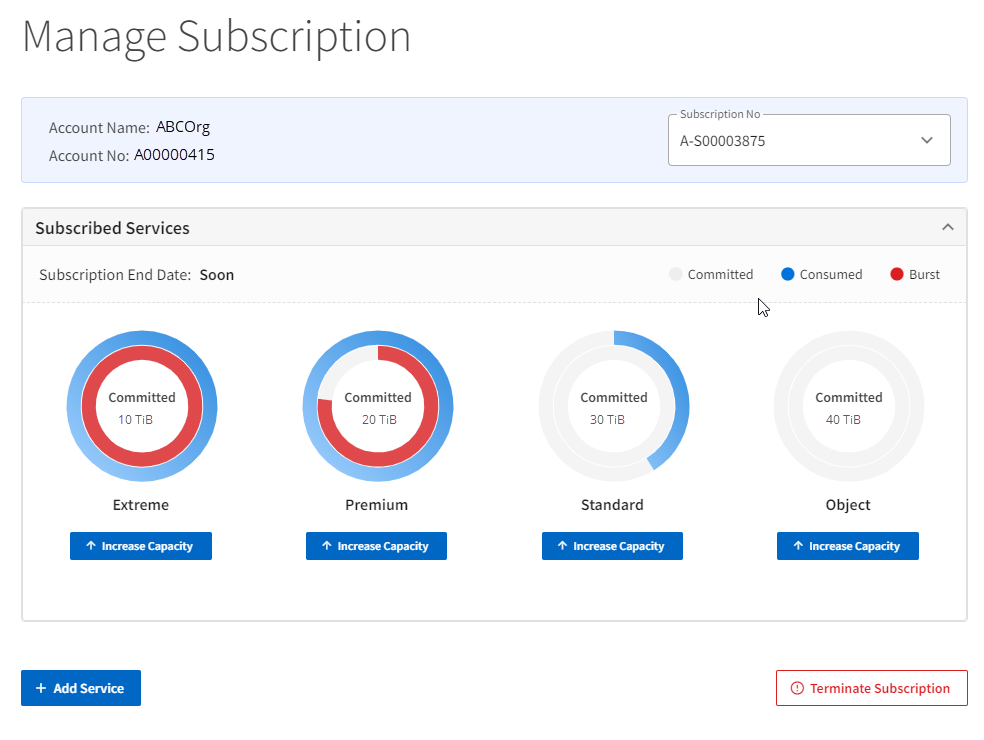 Manage Subscription
Account Name: ABCOrg
Account No: A00000415
Subscription No
A-S00003875
Subscribed Services
Subscription End Date: Soon
Committed
Consumed
Burst
Committed
10 TiB
Extreme
Increase Capacity
Committed
20 TiB
Premium
Increase Capacity
Committed
30 TiB
Standard
Increase Capacity
Committed
40 TiB
Object
Increase Capacity
+ Add Service
Terminate Subscription